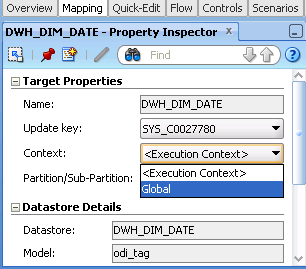 Overview Mapping Quick-Edit Flow Controls Scenarios
DWH_DIM_DATE - Property Inspector
Find
Target Properties
Name: DWH_DIM_DATE
Update key: SYS_C0027780
Context: <Execution Context>
<Execution Context>
Partition/Sub-Partition:
Global
Datastore Details
Datastore: DWH_DIM_DATE
Model: odi_tag